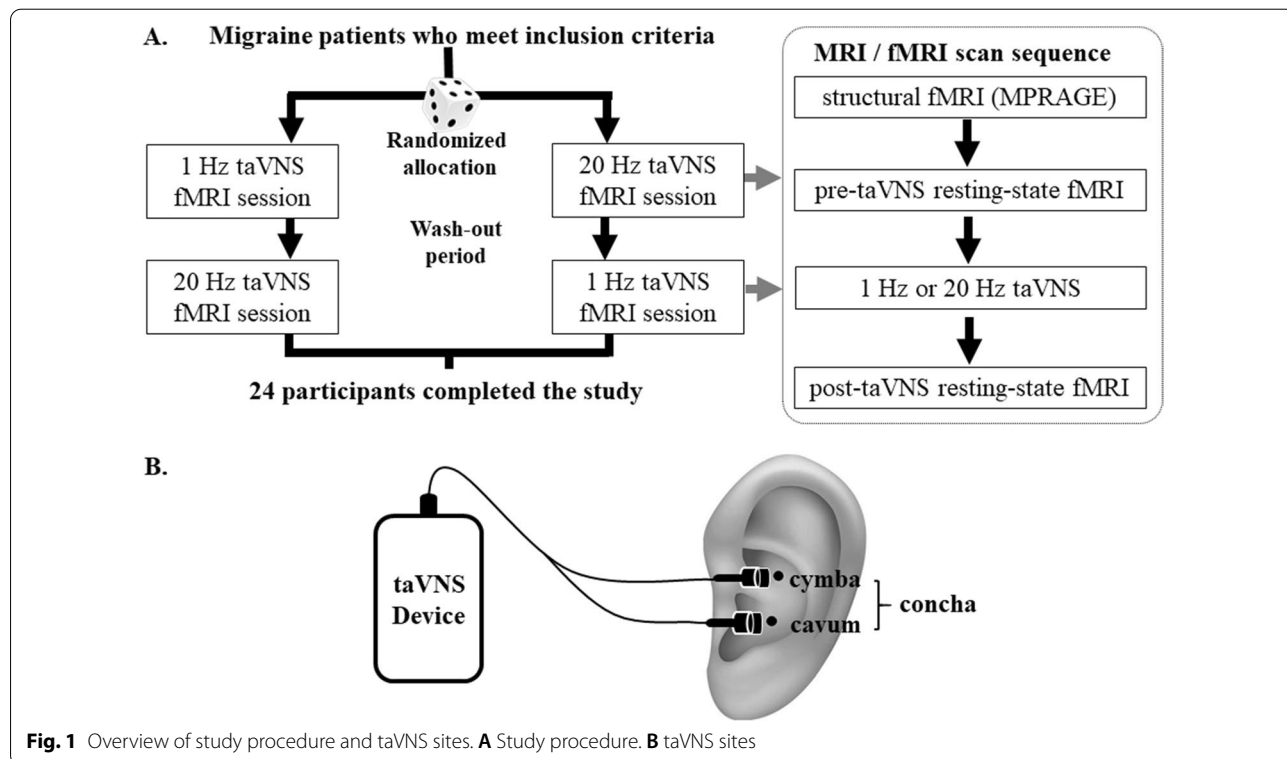 A.
Migraine patients who meet inclusion criteria
Randomized
allocation
1 Hz taVNS
fMRI session
20 Hz taVNS
fMRI session
Wash-out
period
20 Hz taVNS
fMRI session
1 Hz taVNS
fMRI session
24 participants completed the study
MRI / fMRI scan sequence
structural fMRI (MPRAGE)
pre-taVNS resting-state fMRI
1 Hz or 20 Hz taVNS
post-taVNS resting-state fMRI
B.
taVNS
Device
cymba
cavum
concha
Fig. 1 Overview of study procedure and taVNS sites. A Study procedure. B taVNS sites